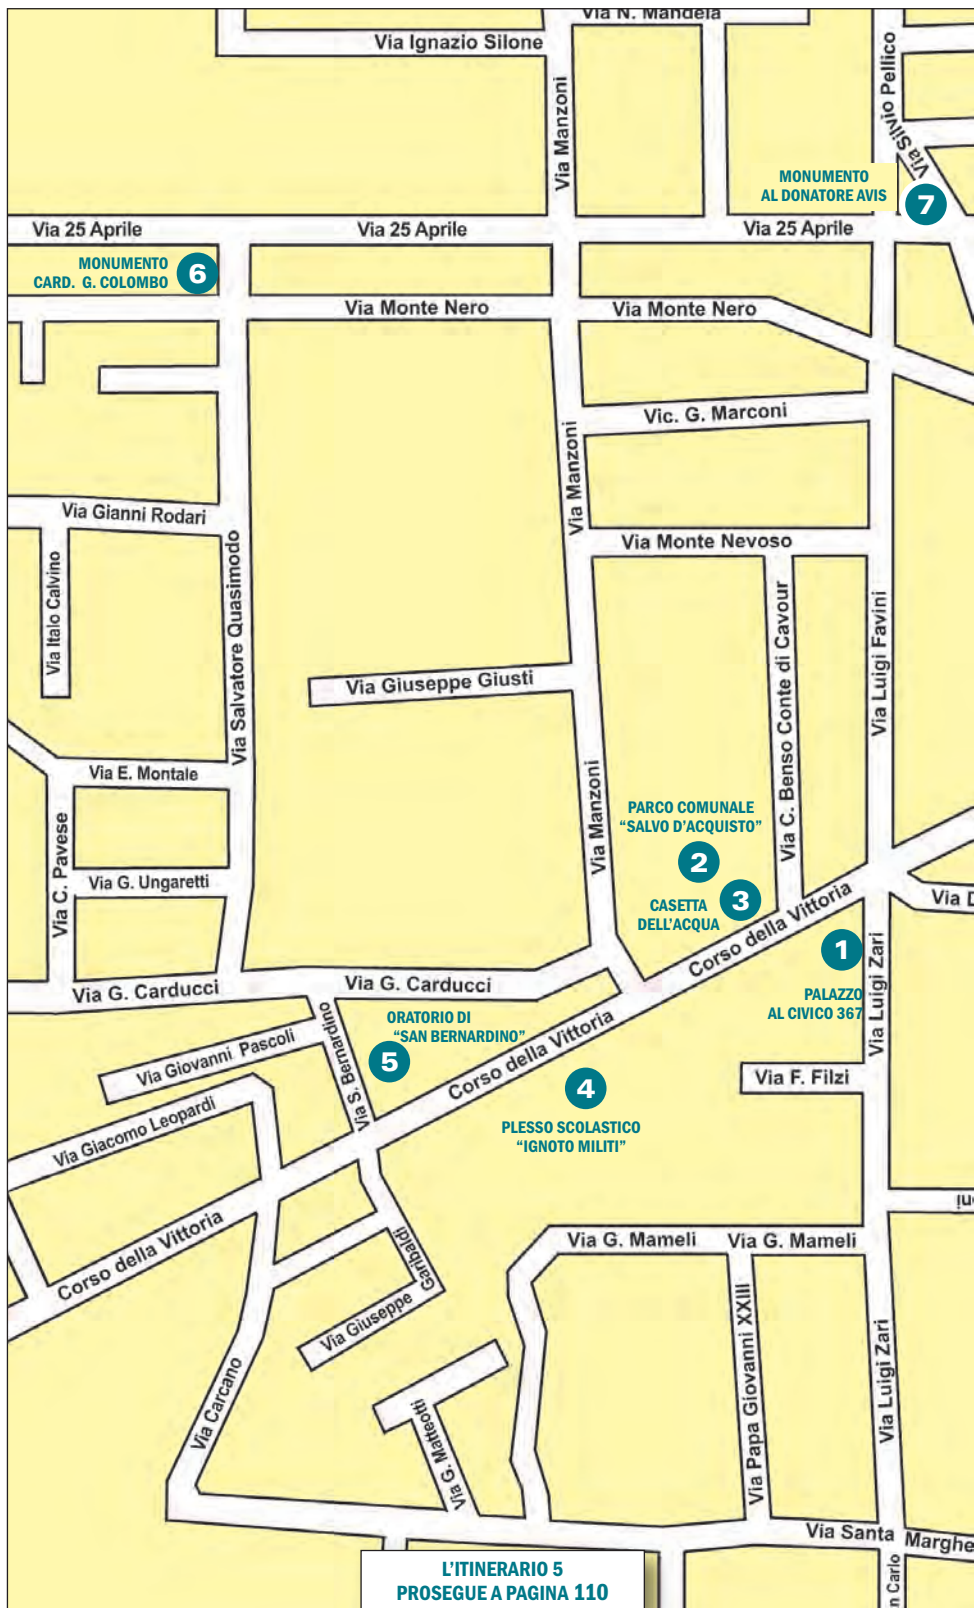 Via N. Mandela
Via Ignazio Silone
Via Manzoni
Via Silvio Pellico
MONUMENTO
AL DONATORE AVIS
7
Via 25 Aprile
Via 25 Aprile
Via 25 Aprile
MONUMENTO
CARD. G. COLOMBO
6
Via Monte Nero
Via Monte Nero
Vic. G. Marconi
Via Manzoni
Via Gianni Rodari
Via Monte Nevoso
Via Italo Calvino
Via Salvatore Quasimodo
Via C. Benso Conte di Cavour
Via Luigi Favini
Via Giuseppe Giusti
Via E. Montale
Via Manzoni
PARCO COMUNALE
“SALVO D’ACQUISTO”
2
Via C. Pavese
Via G. Ungaretti
CASETTA
DELL’ACQUA
3
Corso della Vittoria
Via D
1
PALAZZO
AL CIVICO 367
Via Luigi Zari
Via G. Carducci
Via G. Carducci
ORATORIO DI
“SAN BERNARDINO”
5
Via S. Bernardino
Corso della Vittoria
Via Giovanni Pascoli
Via F. Filzi
4
PLESSO SCOLASTICO
“IGNOTO MILITI”
Via Giacomo Leopardi
Corso della Vittoria
Via G. Mameli
Via G. Mameli
Via Giuseppe Garibaldi
Via Papa Giovanni XXIII
Via Luigi Zari
Via Carcano
Via G. Matteotti
Via Santa Marghe
n Carlo
L’ITINERARIO 5
PROSEGUE A PAGINA 110